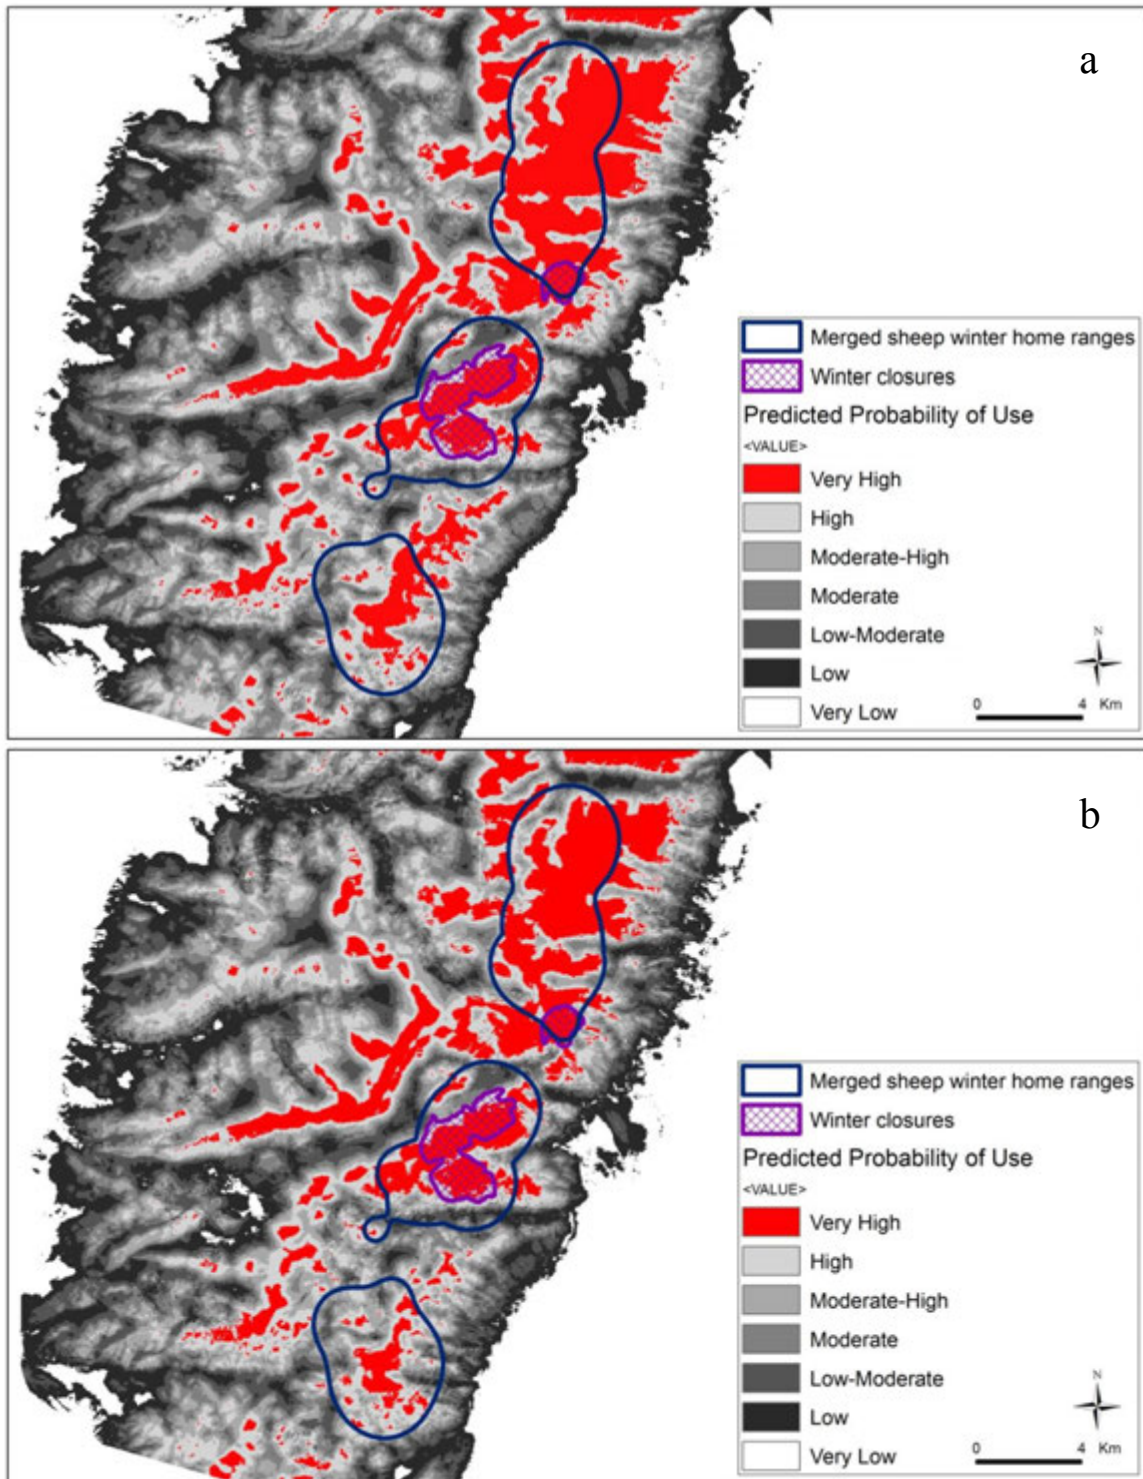 a
Merged sheep winter home ranges
Winter closures
Predicted Probability of Use
<VALUE>
Very High
High
Moderate-High
Moderate
Low-Moderate
Low
Very Low
N
0 4 Km
b
Merged sheep winter home ranges
Winter closures
Predicted Probability of Use
<VALUE>
Very High
High
Moderate-High
Moderate
Low-Moderate
Low
Very Low
N
0 4 Km